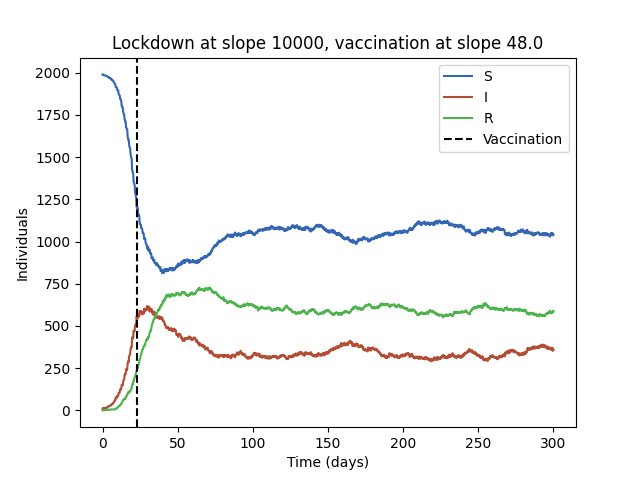 Lockdown at slope 10000, vaccination at slope 48.0
S
I
R
Vaccination
Individuals
2000
1750
1500
1250
1000
750
500
250
0
0 50 100 150 200 250 300
Time (days)